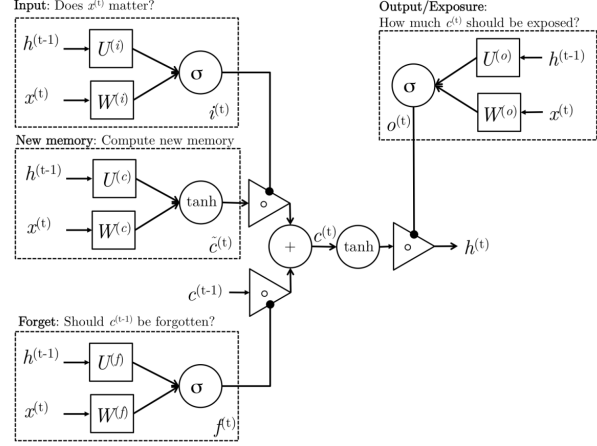 Input: Does x⁽ᵗ⁾ matter?
h⁽ᵗ⁻¹⁾ U⁽ⁱ⁾
σ
x⁽ᵗ⁾ W⁽ⁱ⁾
i⁽ᵗ⁾
Output/Exposure:
How much c⁽ᵗ⁾ should be exposed?
U⁽ᵒ⁾ h⁽ᵗ⁻¹⁾
σ
W⁽ᵒ⁾ x⁽ᵗ⁾
o⁽ᵗ⁾
New memory: Compute new memory
h⁽ᵗ⁻¹⁾ U⁽ᶜ⁾
tanh
x⁽ᵗ⁾ W⁽ᶜ⁾
c̃⁽ᵗ⁾
∘
+ c⁽ᵗ⁾ tanh ∘ h⁽ᵗ⁾
c⁽ᵗ⁻¹⁾ ∘
Forget: Should c⁽ᵗ⁻¹⁾ be forgotten?
h⁽ᵗ⁻¹⁾ U⁽ᶠ⁾
σ
x⁽ᵗ⁾ W⁽ᶠ⁾
f⁽ᵗ⁾